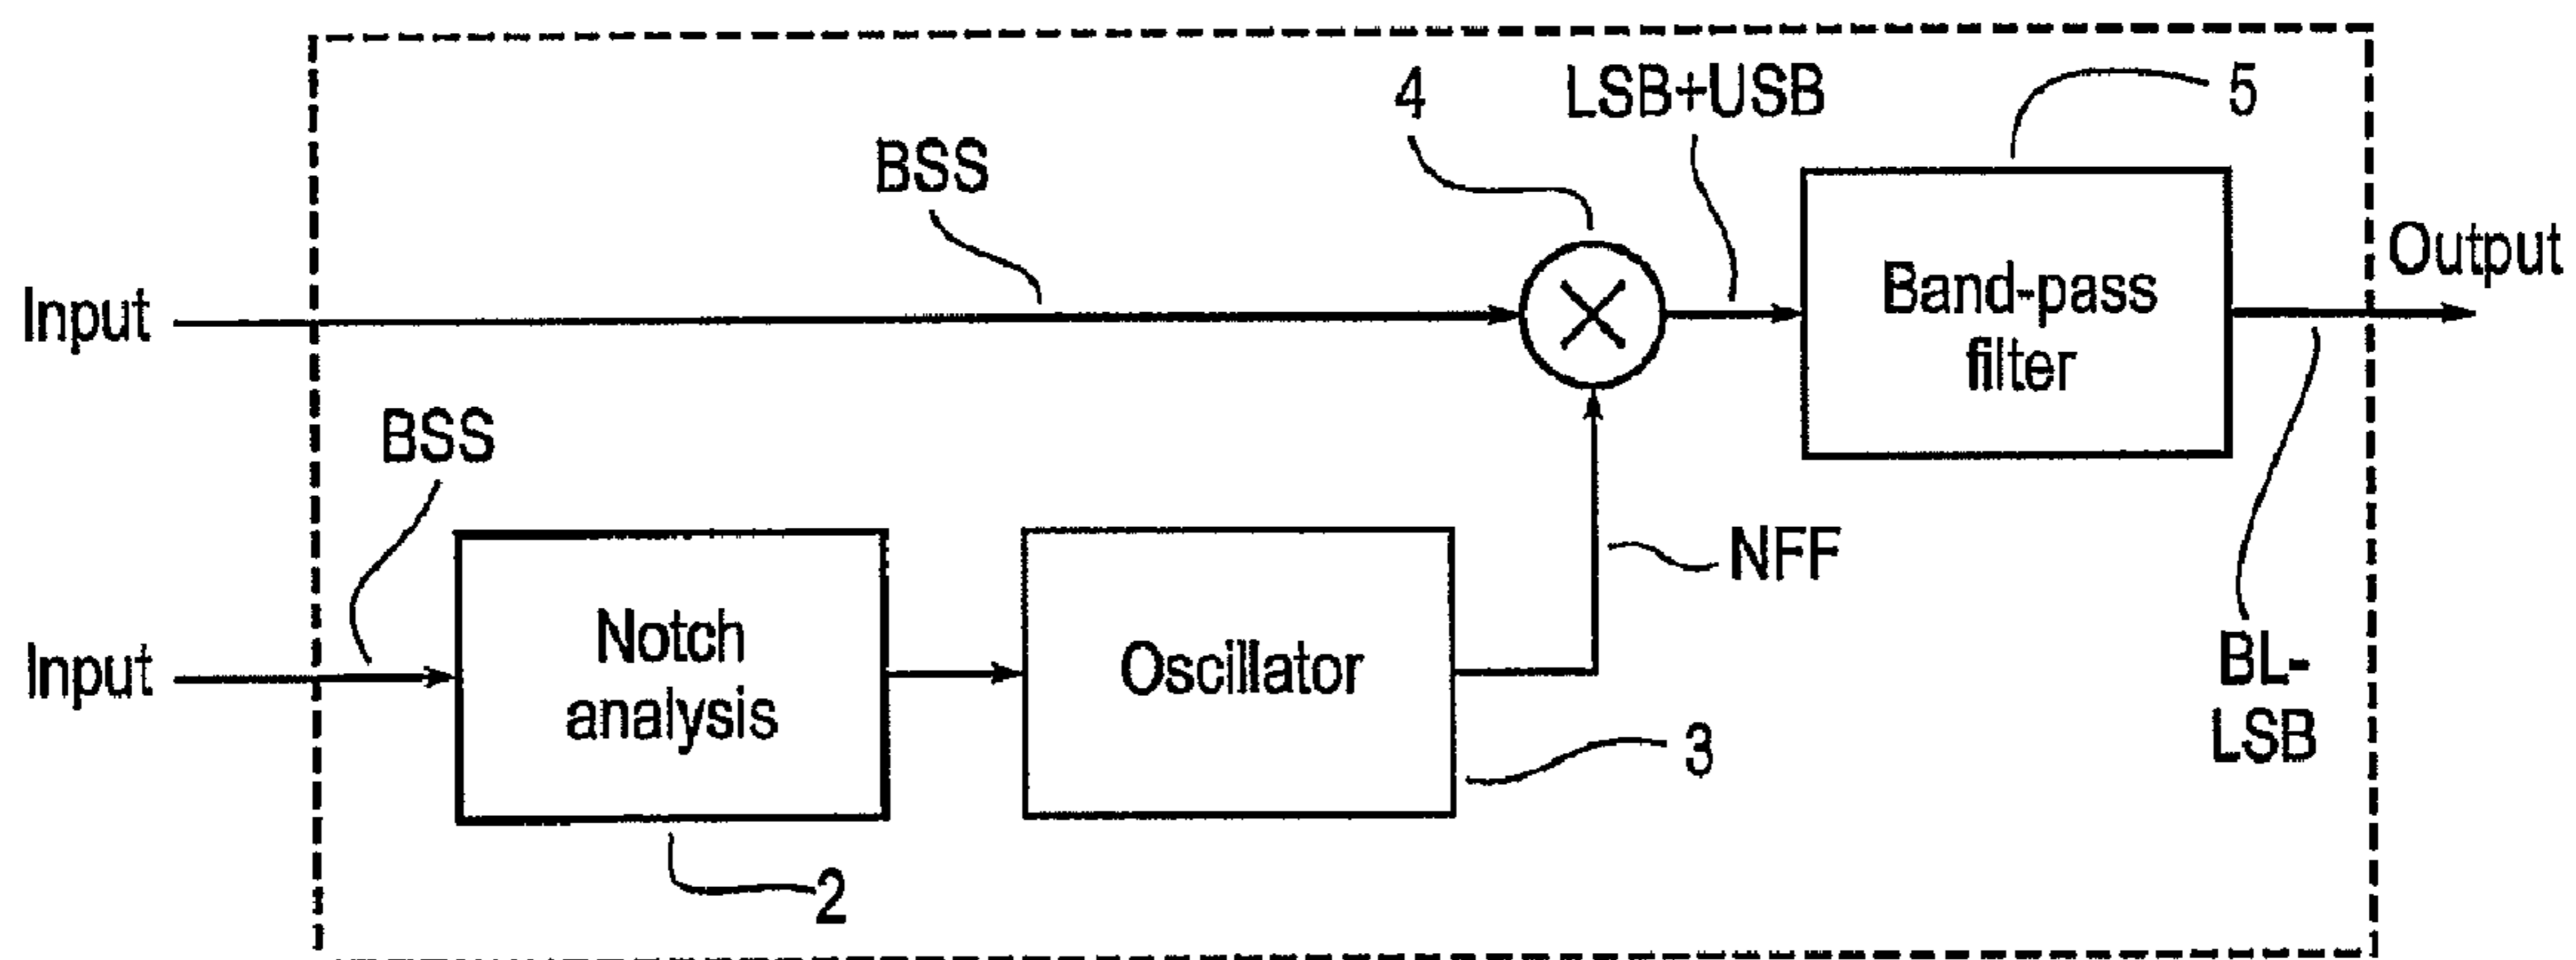 4
LSB+USB
5
BSS
Input
Band-pass
filter
Output
BSS
NFF
Input
Notch
analysis
Oscillator
3
BL-
LSB
2